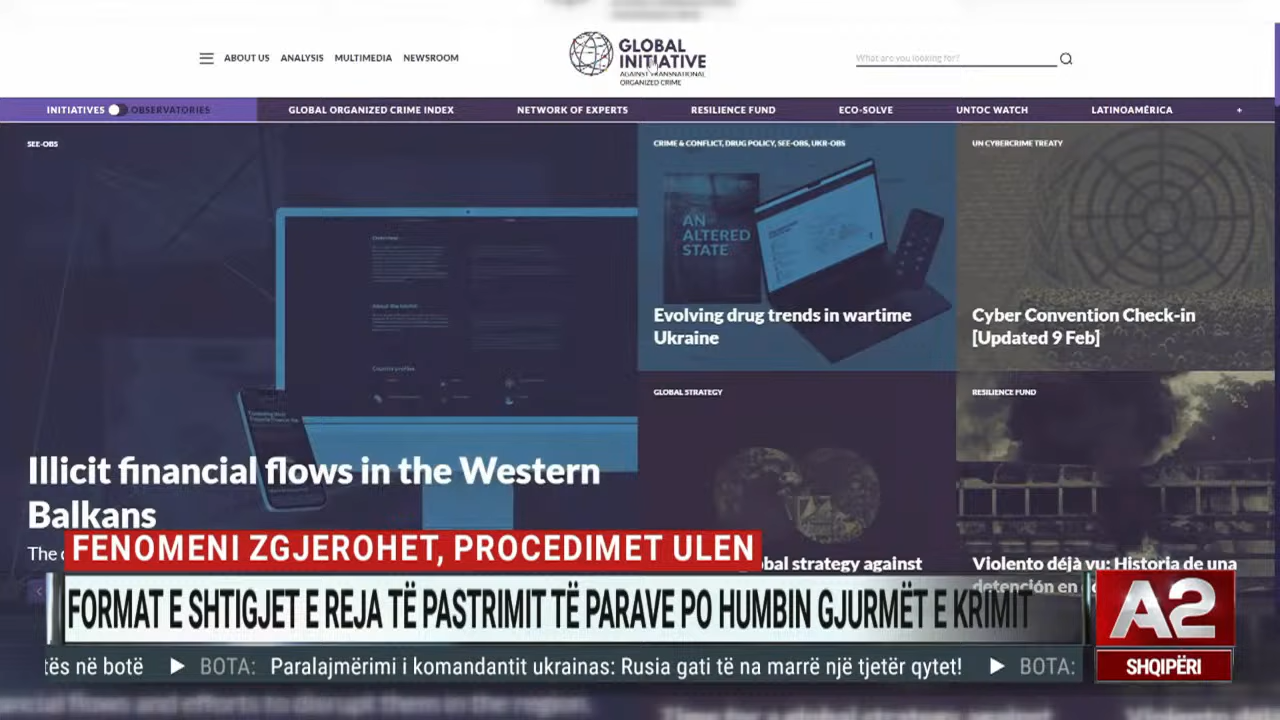 ABOUT US
ANALYSIS
MULTIMEDIA
NEWSROOM
GLOBAL
INITIATIVE
AGAINST TRANSNATIONAL
ORGANIZED CRIME
What are you looking for?
INITIATIVES
OBSERVATORIES
GLOBAL ORGANIZED CRIME INDEX
NETWORK OF EXPERTS
RESILIENCE FUND
ECO-SOLVE
UNTOC WATCH
LATINOAMÉRICA
+
SEE-OBS
CRIME & CONFLICT, DRUG POLICY, SEE-OBS, UKR-OBS
UN CYBERCRIME TREATY
AN
ALTERED
STATE
Evolving drug trends in wartime
Ukraine
Cyber Convention Check-in
[Updated 9 Feb]
GLOBAL STRATEGY
RESILIENCE FUND
Illicit financial flows in the Western
Balkans
The
bal strategy against
Violento déjà vu: Historia de una
detención en
FENOMENI ZGJEROHET, PROCEDIMET ULEN
FORMAT E SHTIGJET E REJA TË PASTRIMIT TË PARAVE PO HUMBIN GJURMËT E KRIMIT
A2
SHQIPËRI
tës në botë ▶ BOTA: Paralajmërimi i komandantit ukrainas: Rusia gati të na marrë një tjetër qytet! ▶ BOTA: